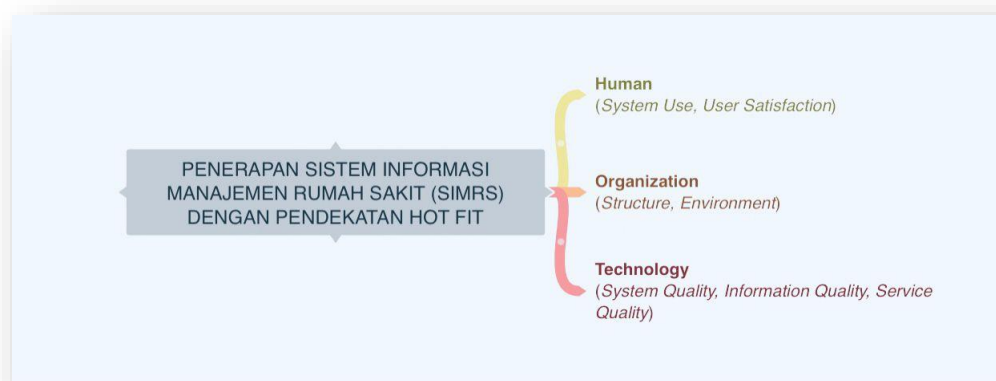 PENERAPAN SISTEM INFORMASI
MANAJEMEN RUMAH SAKIT (SIMRS)
DENGAN PENDEKATAN HOT FIT
Human
(System Use, User Satisfaction)
Organization
(Structure, Environment)
Technology
(System Quality, Information Quality, Service
Quality)